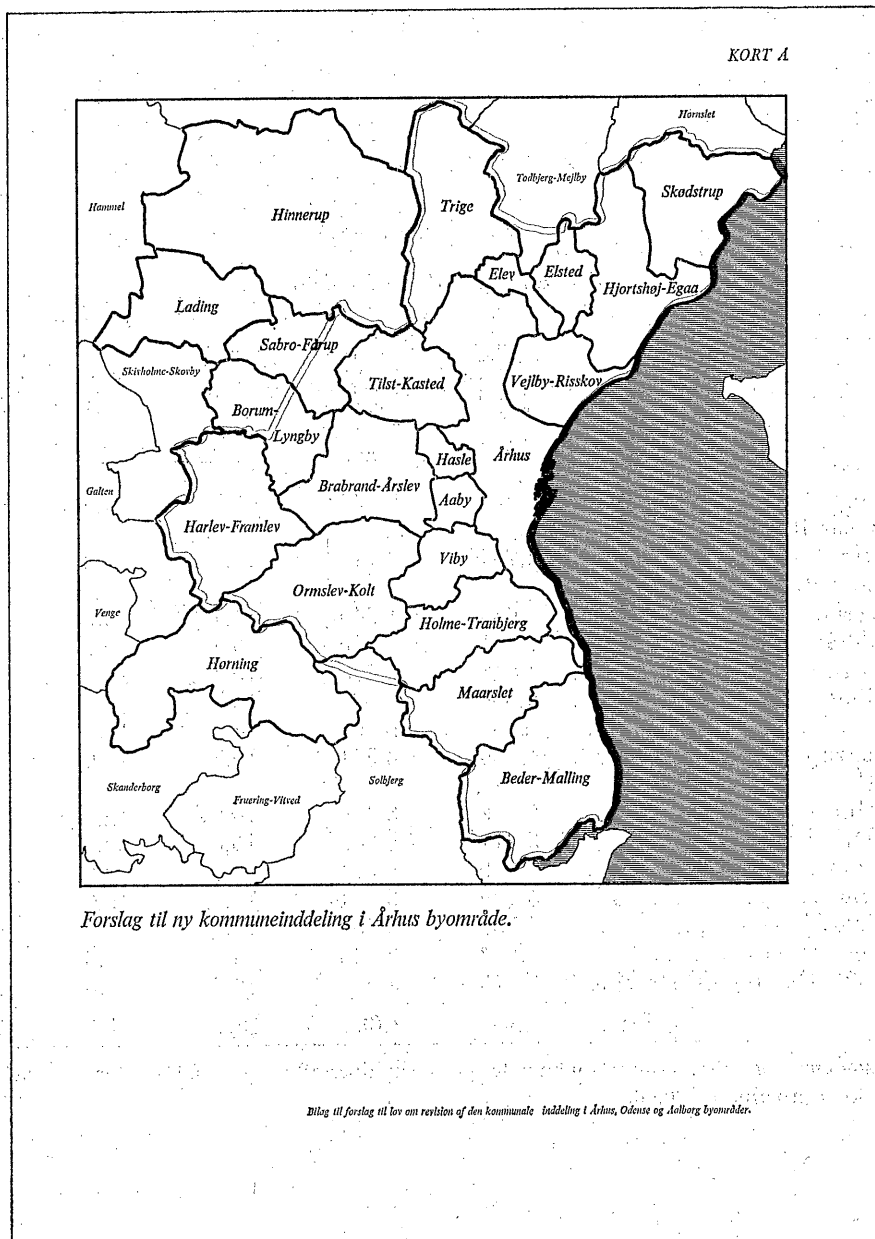 KORT A
Hornslet
Todbjerg-Mejlby
Skødstrup
Hammel
Hinnerup
Trige
Elev
Elsted
Hjortshøj-Egaa
Lading
Sabro-Farup
Skivholme-Skovby
Tilst-Kasted
Vejlby-Risskov
Borum-
Lyngby
Hasle
Århus
Galten
Brabrand-Årslev
Aaby
Harlev-Framlev
Viby
Ormslev-Kolt
Venge
Holme-Tranbjerg
Hørning
Maarslet
Skanderborg
Fruering-Vitved
Solbjerg
Beder-Malling
Forslag til ny kommuneinddeling i Århus byområde.
Bilag til forslag til lov om revision af den kommunale inddeling i Århus, Odense og Aalborg byområder.